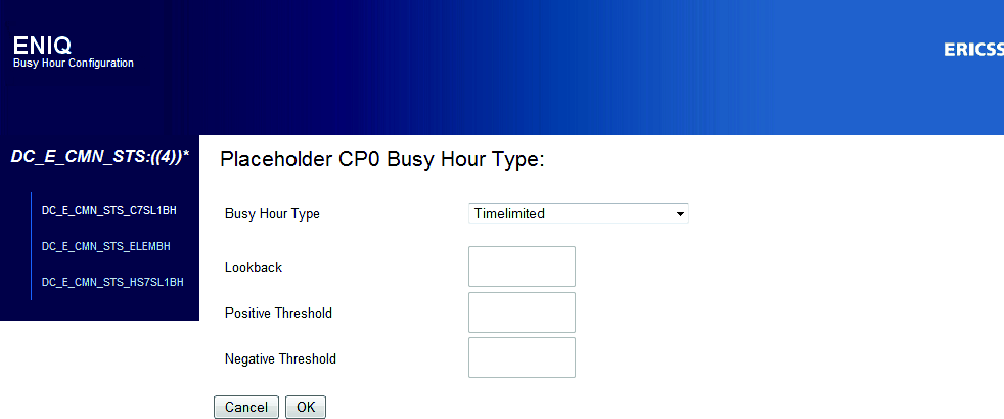 ENIQ
Busy Hour Configuration
ERICSS
DC_E_CMN_STS:((4))*
DC_E_CMN_STS_C7SL1BH
DC_E_CMN_STS_ELEMBH
DC_E_CMN_STS_HS7SL1BH
Placeholder CP0 Busy Hour Type:
Busy Hour Type Timelimited
Lookback
Positive Threshold
Negative Threshold
Cancel OK